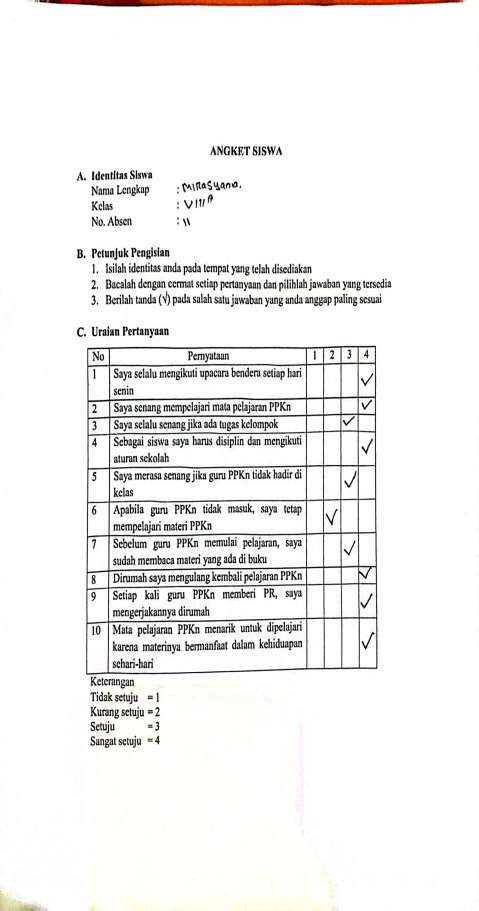 ANGKET SISWA
A. Identitas Siswa
Nama Lengkap : MIRASyana.
Kelas : VIII A
No. Absen : 11
B. Petunjuk Pengisian
1. Isilah identitas anda pada tempat yang telah disediakan
2. Bacalah dengan cermat setiap pertanyaan dan pilihlah jawaban yang tersedia
3. Berilah tanda (√) pada salah satu jawaban yang anda anggap paling sesuai
C. Uraian Pertanyaan
No Pernyataan 1 2 3 4
1 Saya selalu mengikuti upacara bendera setiap hari
senin ✓
2 Saya senang mempelajari mata pelajaran PPKn ✓
3 Saya selalu senang jika ada tugas kelompok ✓
4 Sebagai siswa saya harus disiplin dan mengikuti
aturan sekolah ✓
5 Saya merasa senang jika guru PPKn tidak hadir di
kelas ✓
6 Apabila guru PPKn tidak masuk, saya tetap
mempelajari materi PPKn ✓
7 Sebelum guru PPKn memulai pelajaran, saya
sudah membaca materi yang ada di buku ✓
8 Dirumah saya mengulang kembali pelajaran PPKn ✓
9 Setiap kali guru PPKn memberi PR, saya
mengerjakannya dirumah ✓
10 Mata pelajaran PPKn menarik untuk dipelajari
karena materinya bermanfaat dalam kehiduapan
sehari-hari ✓
Keterangan
Tidak setuju = 1
Kurang setuju = 2
Setuju = 3
Sangat setuju = 4